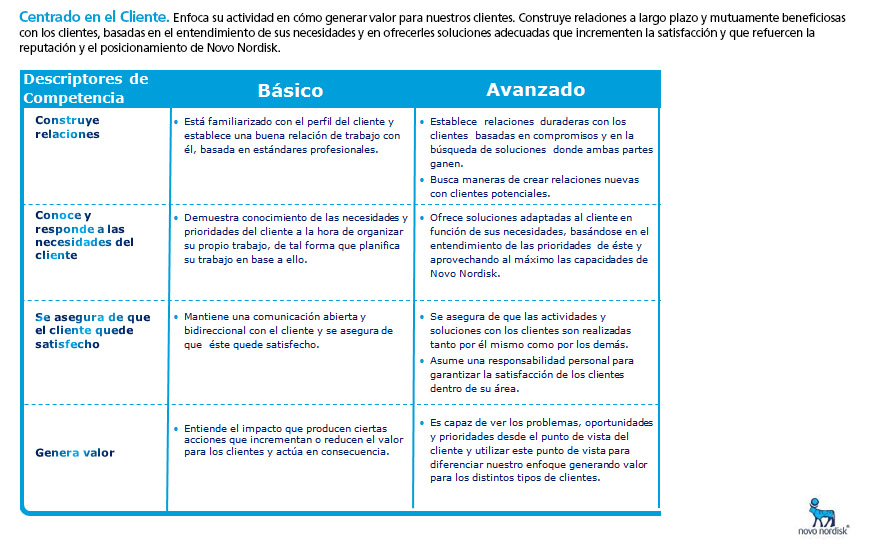 Centrado en el Cliente. Enfoca su actividad en cómo generar valor para nuestros clientes. Construye relaciones a largo plazo y mutuamente beneficiosas
con los clientes, basadas en el entendimiento de sus necesidades y en ofrecerles soluciones adecuadas que incrementen la satisfacción y que refuercen la
reputación y el posicionamiento de Novo Nordisk.
Descriptores de
Competencia
Básico
Avanzado
Construye
relaciones
• Está familiarizado con el perfil del cliente y
establece una buena relación de trabajo con
él, basada en estándares profesionales.
• Establece relaciones duraderas con los
clientes basadas en compromisos y en la
búsqueda de soluciones donde ambas partes
ganen.
• Busca maneras de crear relaciones nuevas
con clientes potenciales.
Conoce y
responde a las
necesidades del
cliente
• Demuestra conocimiento de las necesidades y
prioridades del cliente a la hora de organizar
su propio trabajo, de tal forma que planifica
su trabajo en base a ello.
• Ofrece soluciones adaptadas al cliente en
función de sus necesidades, basándose en el
entendimiento de las prioridades de éste y
aprovechando al máximo las capacidades de
Novo Nordisk.
Se asegura de que
el cliente quede
satisfecho
• Mantiene una comunicación abierta y
bidireccional con el cliente y se asegura de
que éste quede satisfecho.
• Se asegura de que las actividades y
soluciones con los clientes son realizadas
tanto por él mismo como por los demás.
• Asume una responsabilidad personal para
garantizar la satisfacción de los clientes
dentro de su área.
Genera valor
• Entiende el impacto que producen ciertas
acciones que incrementan o reducen el valor
para los clientes y actúa en consecuencia.
• Es capaz de ver los problemas, oportunidades
y prioridades desde el punto de vista del
cliente y utilizar este punto de vista para
diferenciar nuestro enfoque generando valor
para los distintos tipos de clientes.
novo nordisk®